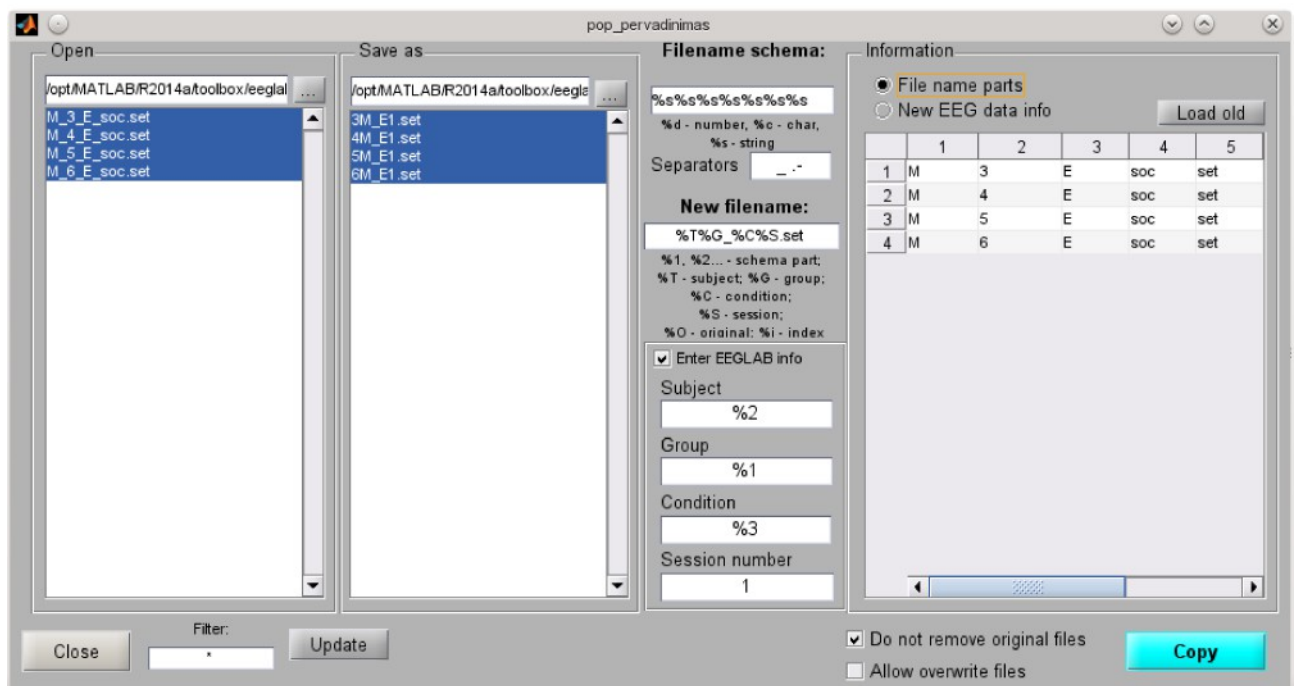 pop_pervadinimas
Open
/opt/MATLAB/R2014a/toolbox/eeglal
...
M_3_E_soc.set
M_4_E_soc.set
M_5_E_soc.set
M_6_E_soc.set
Save as
/opt/MATLAB/R2014a/toolbox/eegla
...
3M_E1.set
4M_E1.set
5M_E1.set
6M_E1.set
Filename schema:
%s%s%s%s%s%s%s
%d - number, %c - char,
%s - string
Separators _ .-
New filename:
%T%G_%C%S.set
%1, %2... - schema part;
%T - subject; %G - group;
%C - condition;
%S - session;
%O - original; %i - index
Enter EEGLAB info
Subject
%2
Group
%1
Condition
%3
Session number
1
Information
File name parts
New EEG data info
Load old
1 2 3 4 5
1 M 3 E soc set
2 M 4 E soc set
3 M 5 E soc set
4 M 6 E soc set
Close
Filter:
*
Update
Do not remove original files
Allow overwrite files
Copy